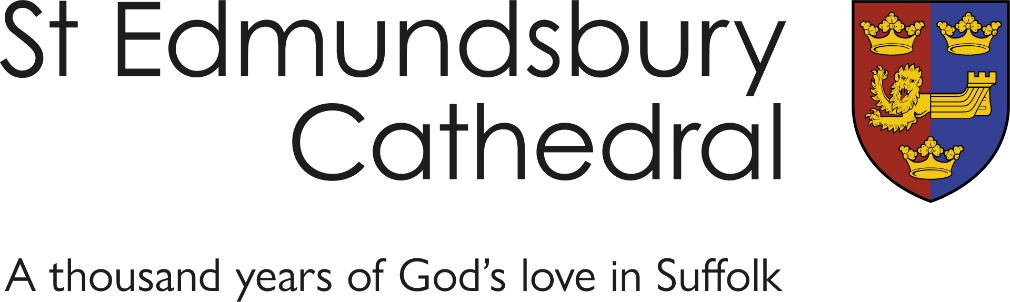 St Edmundsbury
Cathedral
A thousand years of God's love in Suffolk